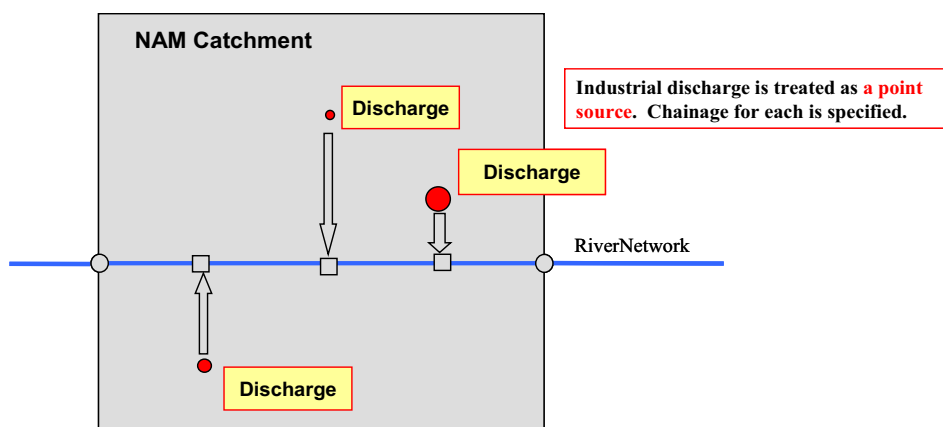 NAM Catchment
Discharge
Industrial discharge is treated as a point
source.  Chainage for each is specified.
Discharge
RiverNetwork
Discharge